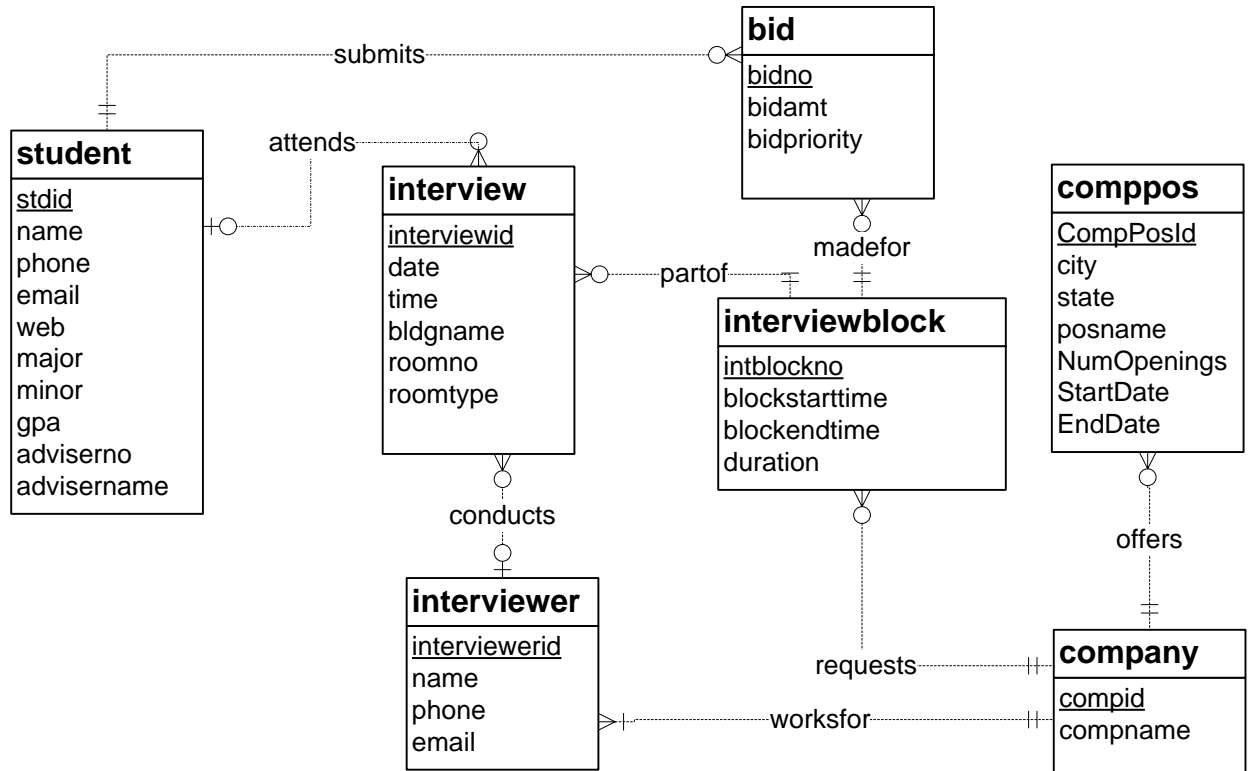 bid
bidno
bidamt
bidpriority
submits
student
stdid
name
phone
email
web
major
minor
gpa
adviserno
advisername
attends
interview
interviewid
date
time
bldgname
roomno
roomtype
comppos
CompPosId
city
state
posname
NumOpenings
StartDate
EndDate
madefor
partof
interviewblock
intblockno
blockstarttime
blockendtime
duration
conducts
offers
interviewer
interviewerid
name
phone
email
requests
worksfor
company
compid
compname